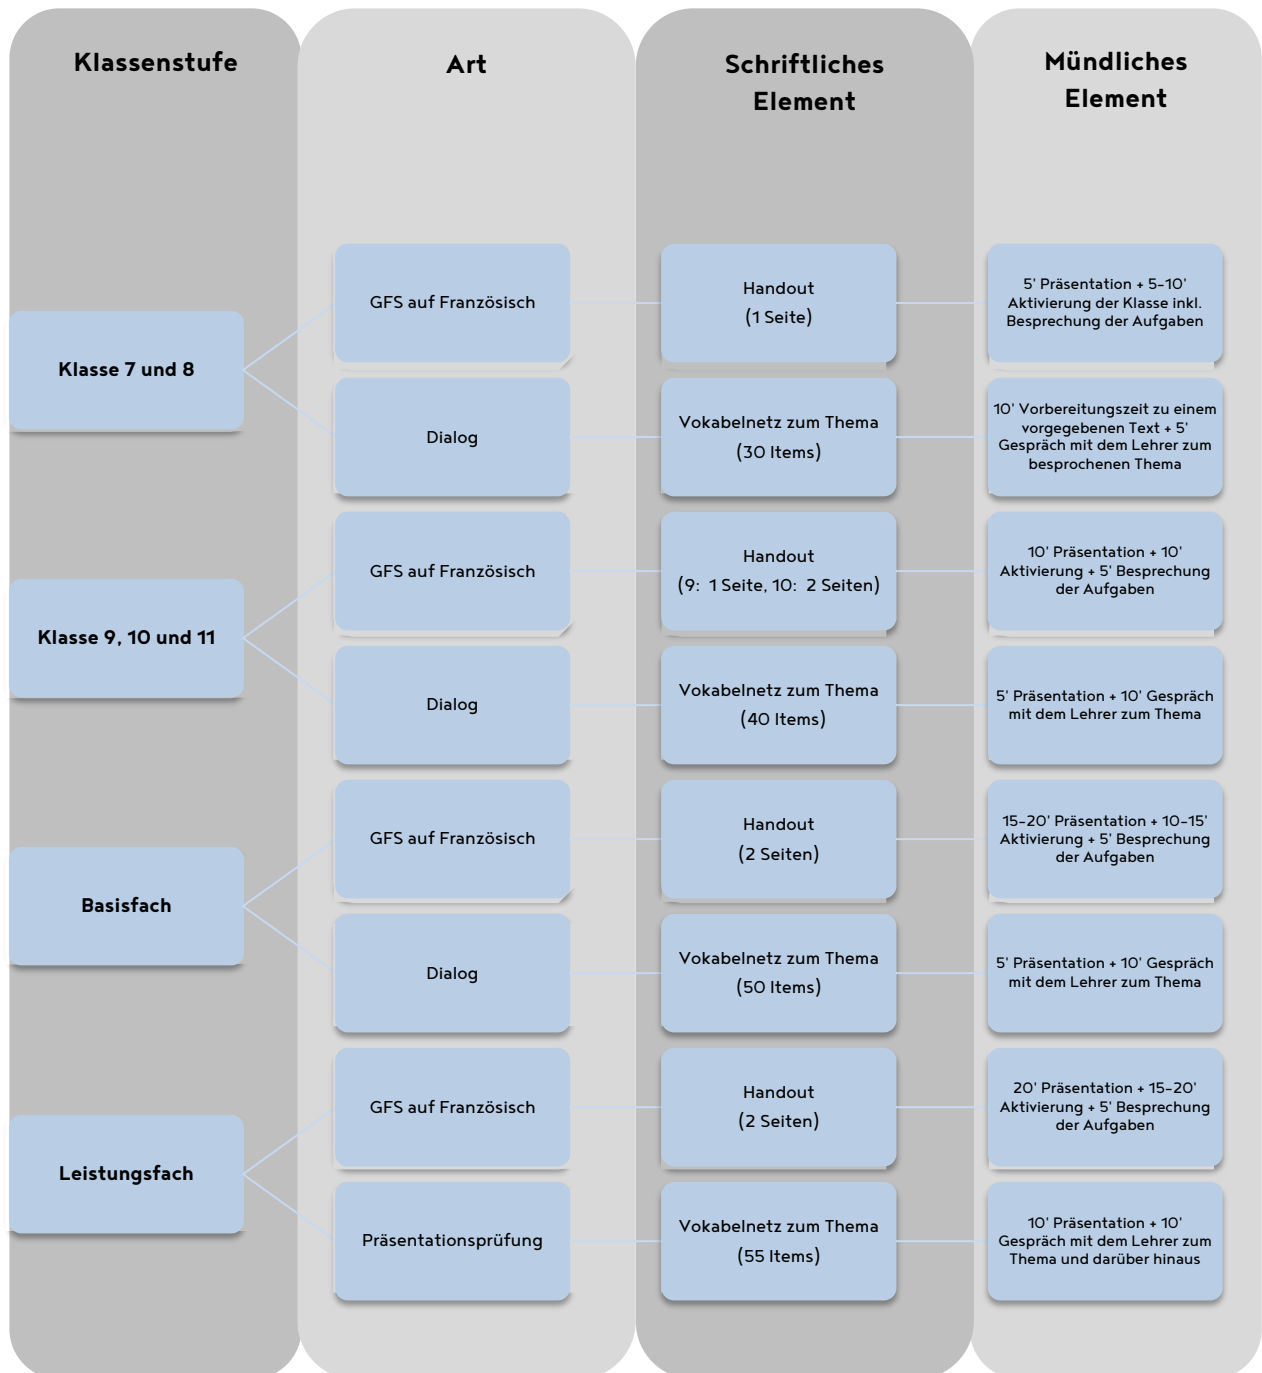 Klassenstufe
Art
Schriftliches
Element
Mündliches
Element
Klasse 7 und 8
GFS auf Französisch
Handout
(1 Seite)
5' Präsentation + 5-10'
Aktivierung der Klasse inkl.
Besprechung der Aufgaben
Dialog
Vokabelnetz zum Thema
(30 Items)
10' Vorbereitungszeit zu einem
vorgegebenen Text + 5'
Gespräch mit dem Lehrer zum
besprochenen Thema
Klasse 9, 10 und 11
GFS auf Französisch
Handout
(9: 1 Seite, 10: 2 Seiten)
10' Präsentation + 10'
Aktivierung + 5' Besprechung
der Aufgaben
Dialog
Vokabelnetz zum Thema
(40 Items)
5' Präsentation + 10' Gespräch
mit dem Lehrer zum Thema
Basisfach
GFS auf Französisch
Handout
(2 Seiten)
15-20' Präsentation + 10-15'
Aktivierung + 5' Besprechung
der Aufgaben
Dialog
Vokabelnetz zum Thema
(50 Items)
5' Präsentation + 10' Gespräch
mit dem Lehrer zum Thema
Leistungsfach
GFS auf Französisch
Handout
(2 Seiten)
20' Präsentation + 15-20'
Aktivierung + 5' Besprechung
der Aufgaben
Präsentationsprüfung
Vokabelnetz zum Thema
(55 Items)
10' Präsentation + 10'
Gespräch mit dem Lehrer zum
Thema und darüber hinaus